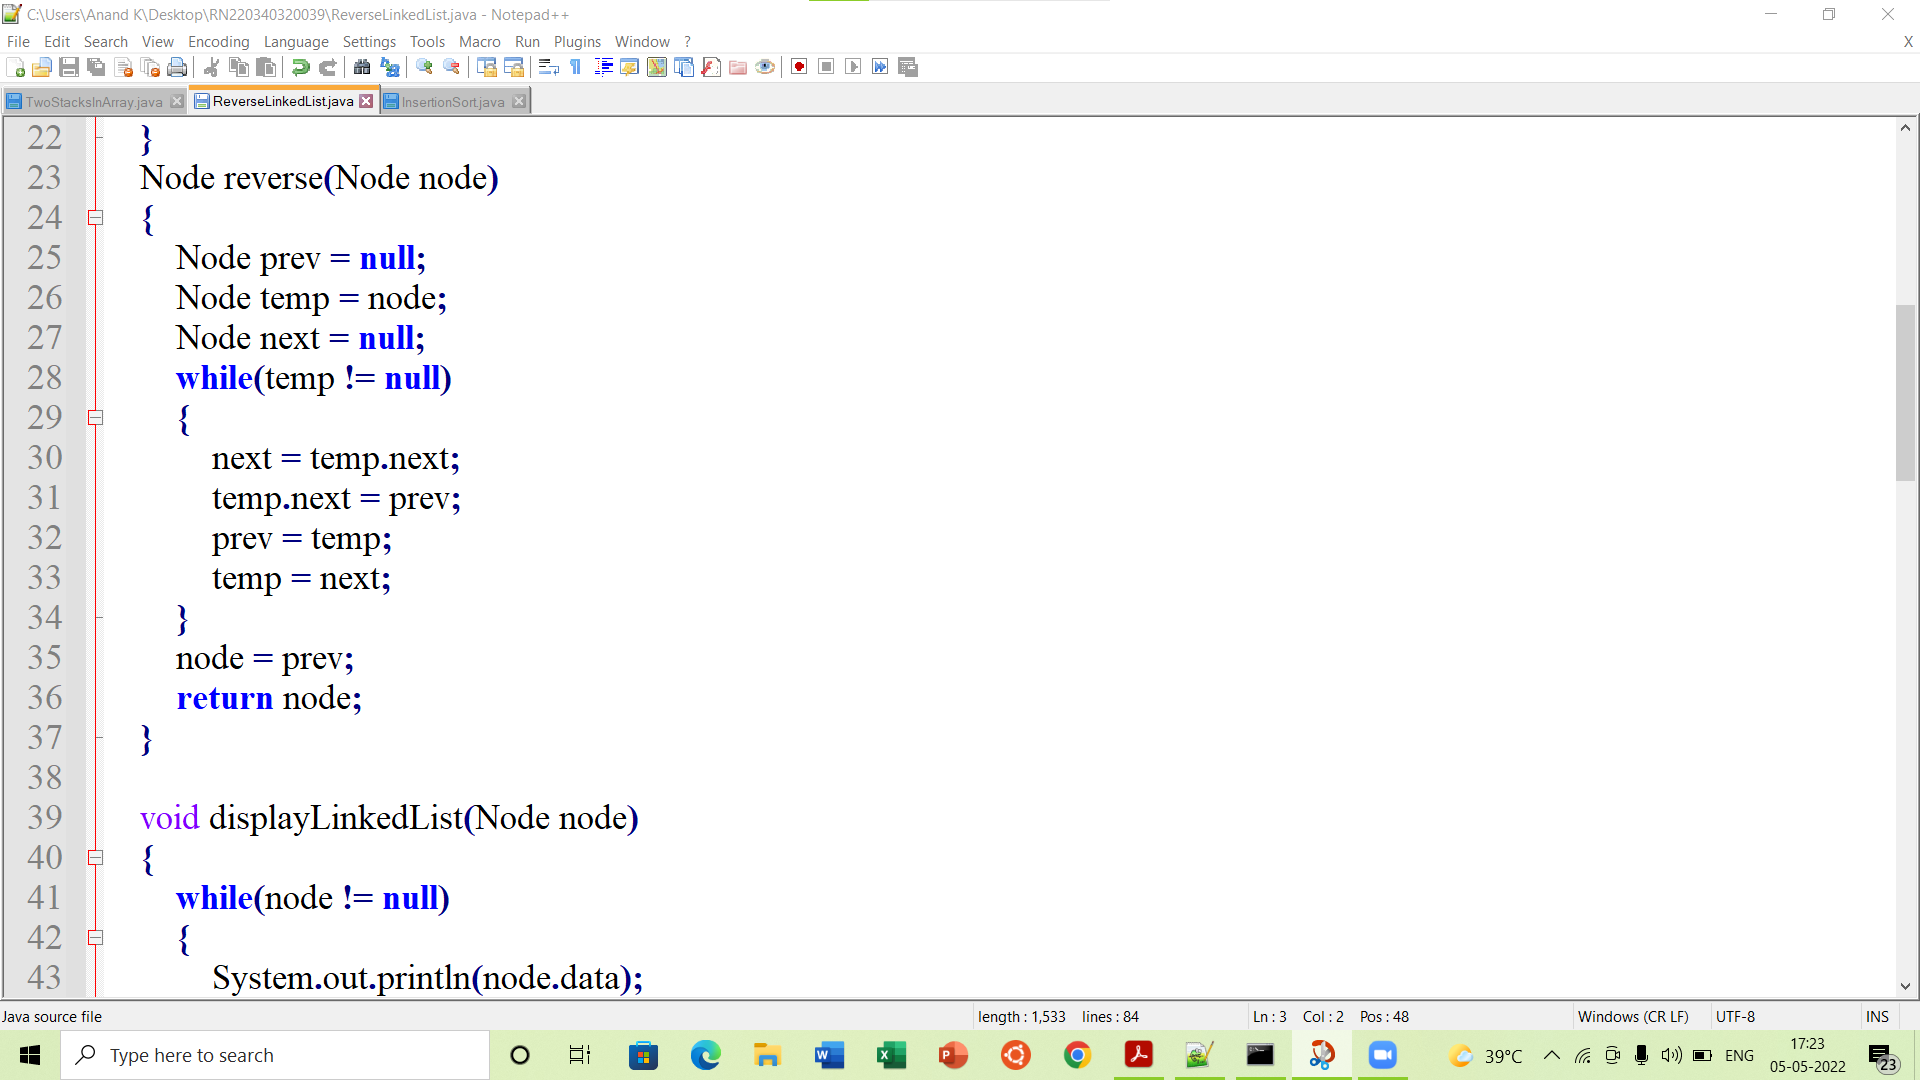 C:\Users\Anand K\Desktop\RN220340320039\ReverseLinkedList.java - Notepad++
File Edit Search View Encoding Language Settings Tools Macro Run Plugins Window ? X
TwoStacksInArray.java ReverseLinkedList.java InsertionSort.java
22 }
23 Node reverse(Node node)
24 {
25 Node prev = null;
26 Node temp = node;
27 Node next = null;
28 while(temp != null)
29 {
30 next = temp.next;
31 temp.next = prev;
32 prev = temp;
33 temp = next;
34 }
35 node = prev;
36 return node;
37 }
38
39 void displayLinkedList(Node node)
40 {
41 while(node != null)
42 {
43 System.out.println(node.data);
Java source file length : 1,533 lines : 84 Ln : 3 Col : 2 Pos : 48 Windows (CR LF) UTF-8 INS
Type here to search 39°C ENG 17:23
05-05-2022 23